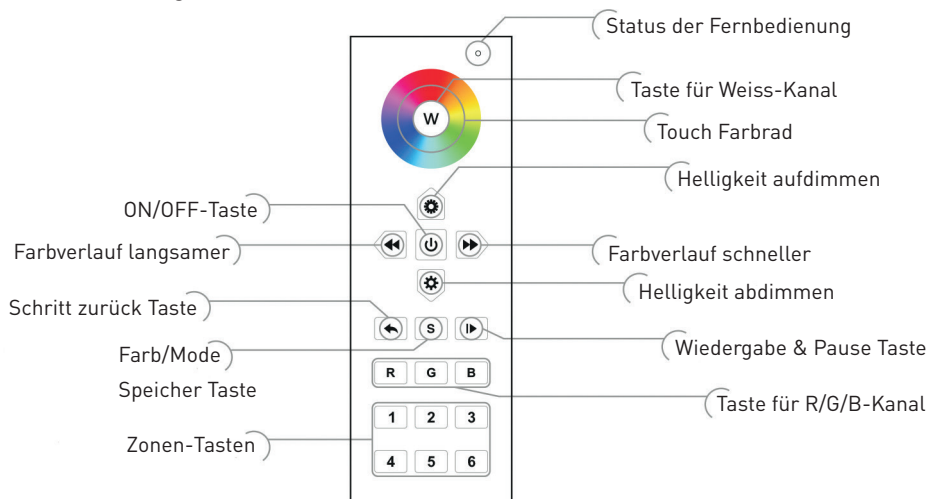 Status der Fernbedienung
Taste für Weiss-Kanal
W
Touch Farbrad
Helligkeit aufdimmen
ON/OFF-Taste
Farbverlauf langsamer
Farbverlauf schneller
Helligkeit abdimmen
Schritt zurück Taste
S
Wiedergabe & Pause Taste
Farb/Mode
Speicher Taste
R G B
Taste für R/G/B-Kanal
1 2 3
Zonen-Tasten
4 5 6